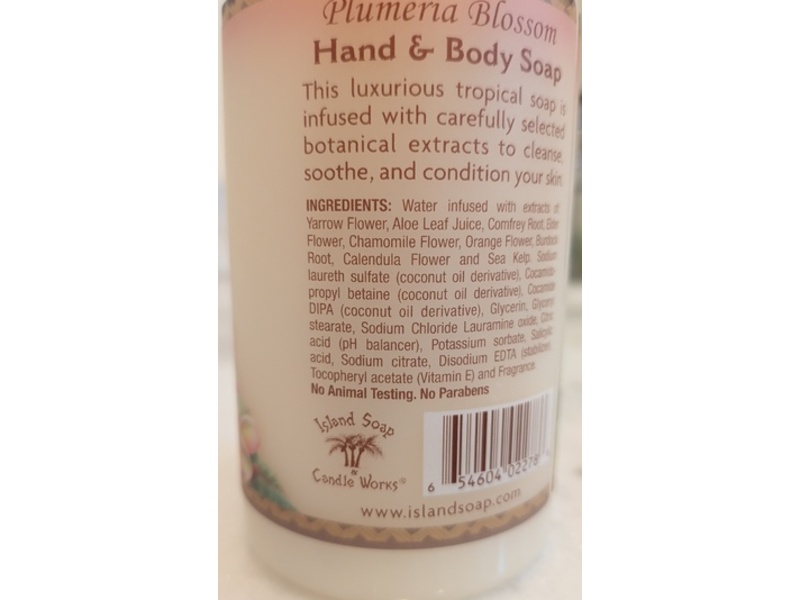 Plumeria Blossom
Hand & Body Soap
This luxurious tropical soap is
infused with carefully selected
botanical extracts to cleanse,
soothe, and condition your skin.
INGREDIENTS: Water infused with extracts of
Yarrow Flower, Aloe Leaf Juice, Comfrey Root, Elder
Flower, Chamomile Flower, Orange Flower, Burdock
Root, Calendula Flower and Sea Kelp. Sodium
laureth sulfate (coconut oil derivative), Cocamido-
propyl betaine (coconut oil derivative), Cocamide
DIPA (coconut oil derivative), Glycerin, Glyceryl
stearate, Sodium Chloride Lauramine oxide, Citric
acid (pH balancer), Potassium sorbate, Salicylic
acid, Sodium citrate, Disodium EDTA (stabilizer),
Tocopheryl acetate (Vitamin E) and Fragrance.
No Animal Testing. No Parabens
Island Soap
&
Candle Works®
6 54604 02278
www.islandsoap.com